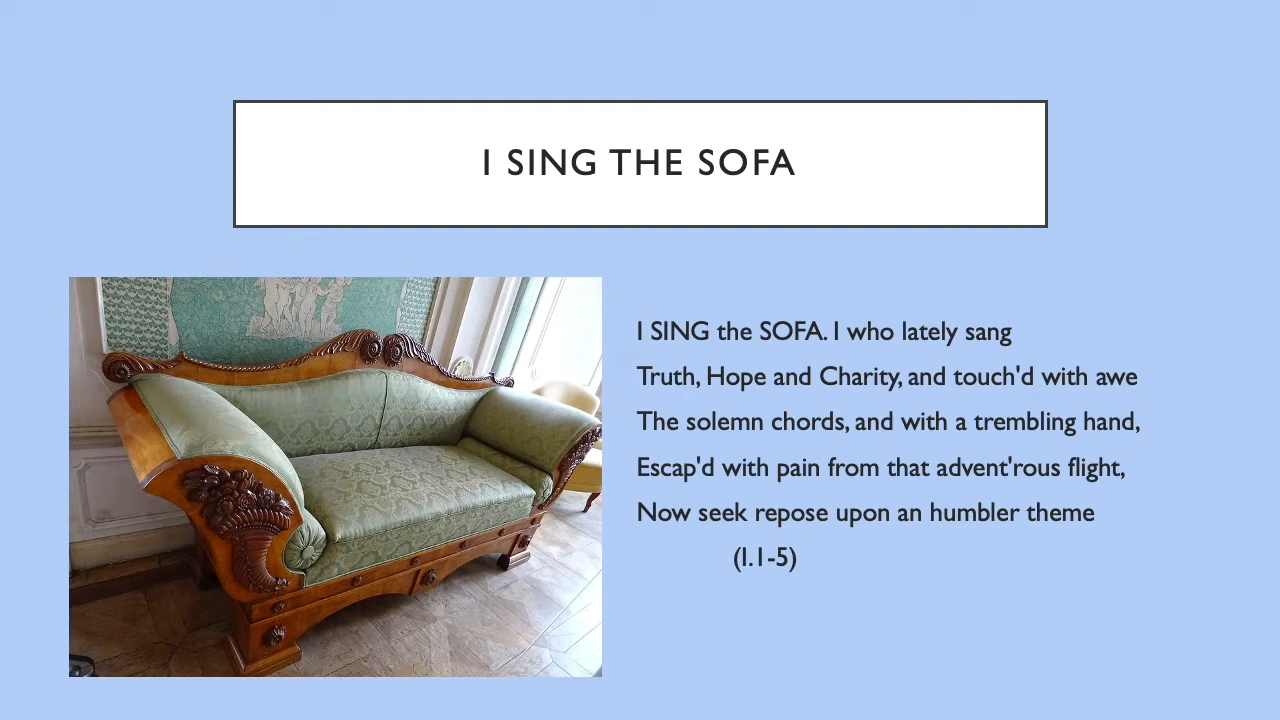 I SING THE SOFA
I SING the SOFA. I who lately sang
Truth, Hope and Charity, and touch'd with awe
The solemn chords, and with a trembling hand,
Escap'd with pain from that advent'rous flight,
Now seek repose upon an humbler theme
(I.1-5)